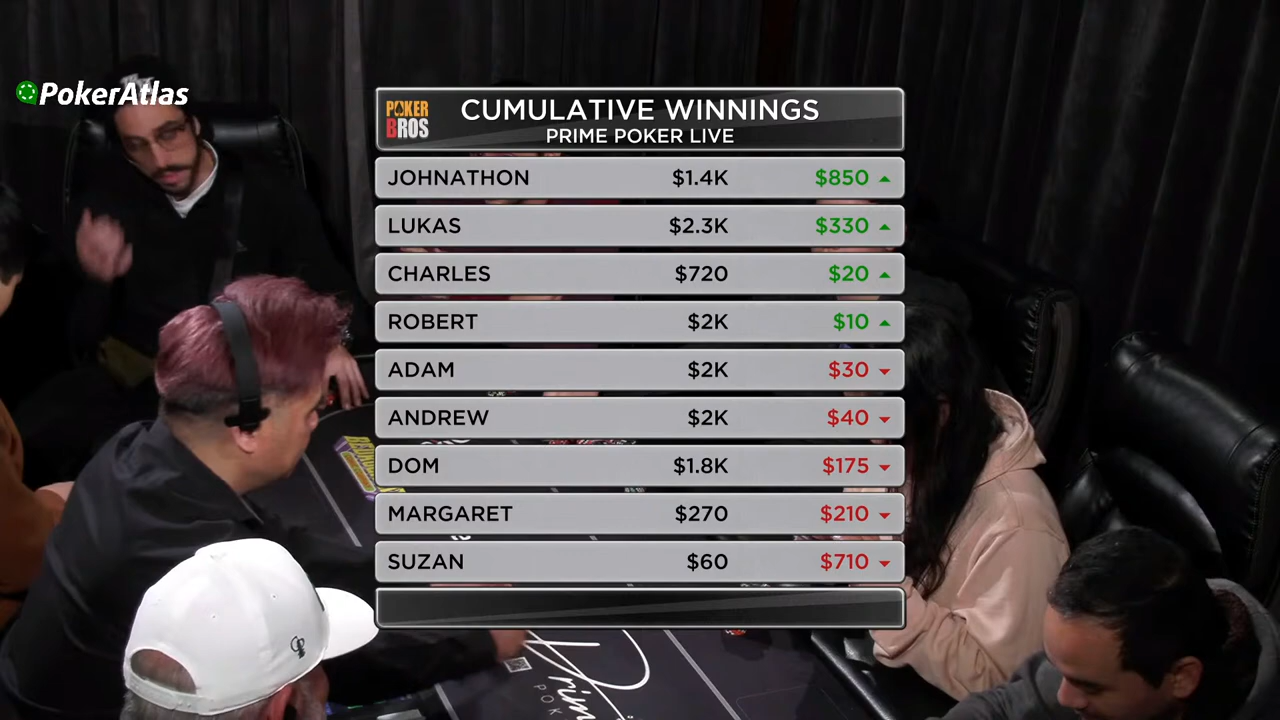 PokerAtlas
POKER
BROS
CUMULATIVE WINNINGS
PRIME POKER LIVE
JOHNATHON $1.4K $850
LUKAS $2.3K $330
CHARLES $720 $20
ROBERT $2K $10
ADAM $2K $30
ANDREW $2K $40
DOM $1.8K $175
MARGARET $270 $210
SUZAN $60 $710
Prim
POK